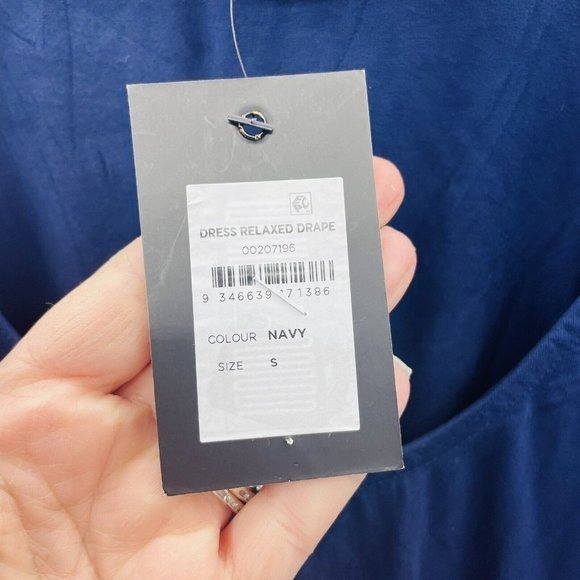 DRESS RELAXED DRAPE
00207196
9 346639 171386
COLOUR NAVY
SIZE S